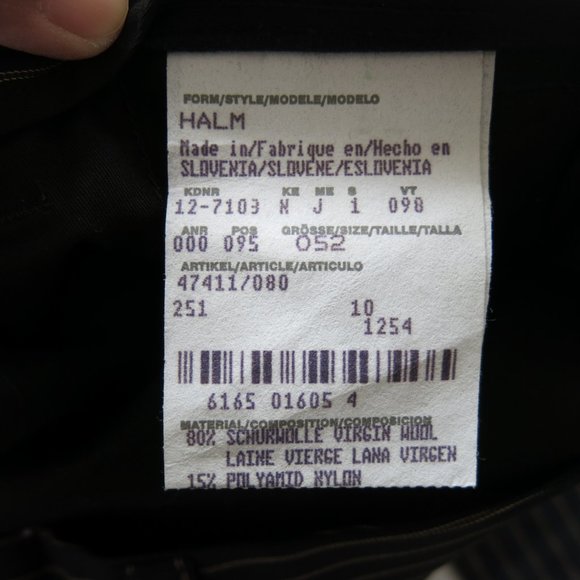 FORM/STYLE/MODELE/MODELO
HALM
Made in/Fabrique en/Hecho en
SLOVENIA/SLOVENE/ESLOVENIA
KDNR KE ME S VT
12-7103 N J 1 098
ANR POS GRÖSSE/SIZE/TAILLE/TALLA
000 095 052
ARTIKEL/ARTICLE/ARTICULO
47411/080
251 10
1254
6165 01605 4
MATERIAL/COMPOSITION/COMPOSICION
80% SCHURWOLLE VIRGIN WOOL
LAINE VIERGE LANA VIRGEN
15% POLYAMID NYLON